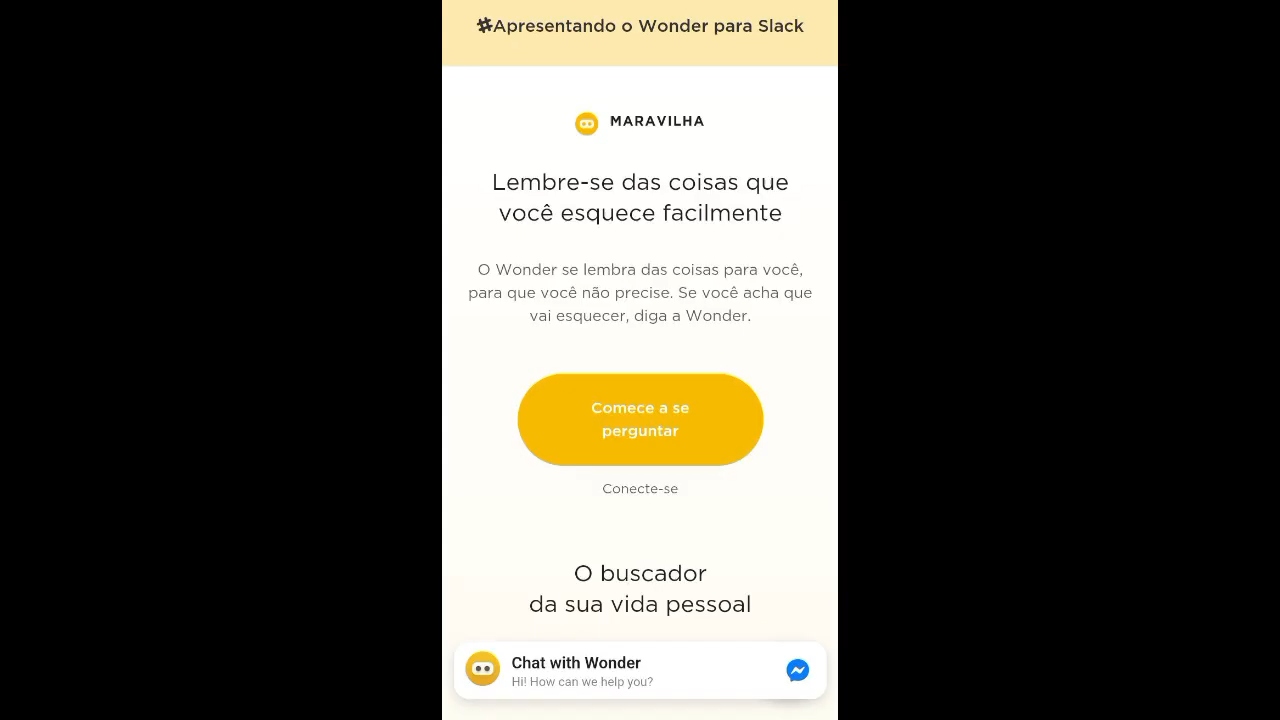 Apresentando o Wonder para Slack
MARAVILHA
Lembre-se das coisas que
você esquece facilmente
O Wonder se lembra das coisas para você,
para que você não precise. Se você acha que
vai esquecer, diga a Wonder.
Comece a se
perguntar
Conecte-se
O buscador
da sua vida pessoal
Chat with Wonder
Hi! How can we help you?